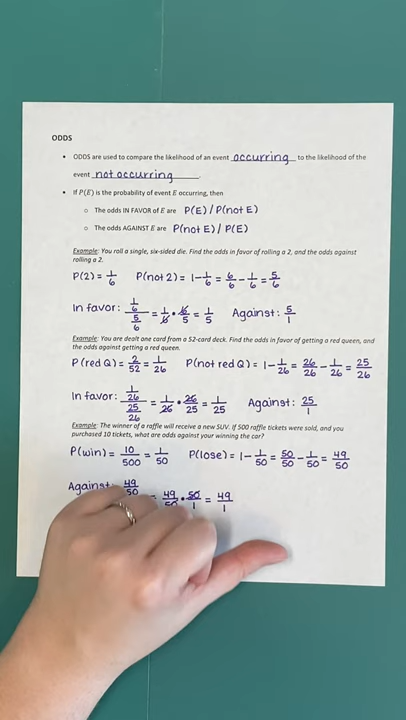 ODDS
• ODDS are used to compare the likelihood of an event occurring to the likelihood of the
event not occurring.
• If P(E) is the probability of event E occurring, then
o The odds IN FAVOR of E are P(E)/P(not E)
o The odds AGAINST E are P(not E)/P(E)
Example: You roll a single, six-sided die. Find the odds in favor of rolling a 2, and the odds against
rolling a 2.
P(2) = 1/6 P(not 2) = 1 - 1/6 = 6/6 - 1/6 = 5/6
In favor: (1/6)/(5/6) = 1/6 • 6/5 = 1/5 Against: 5/1
Example: You are dealt one card from a 52-card deck. Find the odds in favor of getting a red queen, and
the odds against getting a red queen.
P(red Q) = 2/52 = 1/26 P(not red Q) = 1 - 1/26 = 26/26 - 1/26 = 25/26
In favor: (1/26)/(25/26) = 1/26 • 26/25 = 1/25 Against: 25/1
Example: The winner of a raffle will receive a new SUV. If 500 raffle tickets were sold, and you
purchased 10 tickets, what are odds against your winning the car?
P(win) = 10/500 = 1/50 P(lose) = 1 - 1/50 = 50/50 - 1/50 = 49/50
Against: 49/50 = 49/50 • 50/1 = 49/1